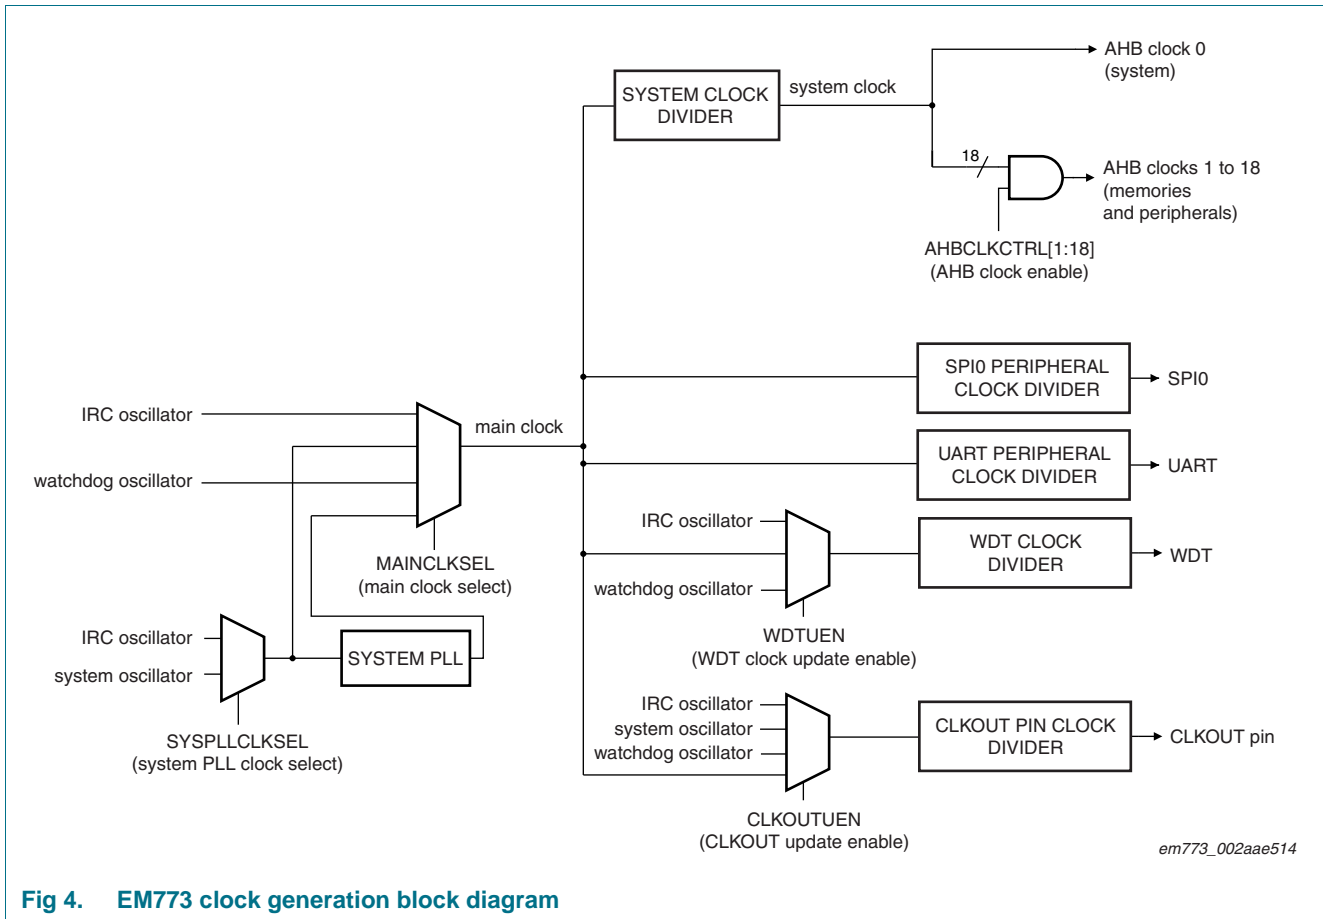 AHB clock 0
(system)
SYSTEM CLOCK
DIVIDER
system clock
18
AHB clocks 1 to 18
(memories
and peripherals)
AHBCLKCTRL[1:18]
(AHB clock enable)
SPI0 PERIPHERAL
CLOCK DIVIDER
SPI0
IRC oscillator
main clock
watchdog oscillator
UART PERIPHERAL
CLOCK DIVIDER
UART
MAINCLKSEL
(main clock select)
IRC oscillator
watchdog oscillator
WDT CLOCK
DIVIDER
WDT
WDTUEN
(WDT clock update enable)
IRC oscillator
system oscillator
SYSTEM PLL
SYSPLLCLKSEL
(system PLL clock select)
IRC oscillator
system oscillator
watchdog oscillator
CLKOUT PIN CLOCK
DIVIDER
CLKOUT pin
CLKOUTUEN
(CLKOUT update enable)
em773_002aae514
Fig 4. EM773 clock generation block diagram